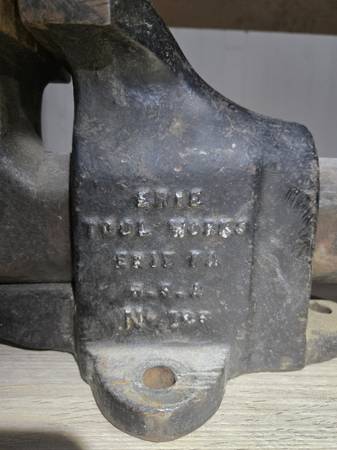 ERIE
TOOL WORKS
ERIE PA
U.S.A
No